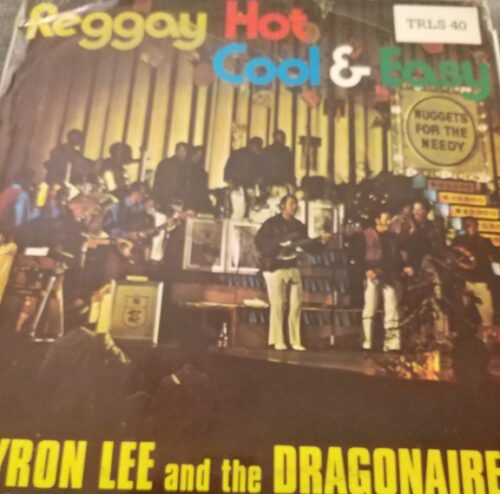 Reggay Hot
Cool & Easy
TRLS 40
NUGGETS
FOR THE
NEEDY
YRON LEE and the DRAGONAIRE